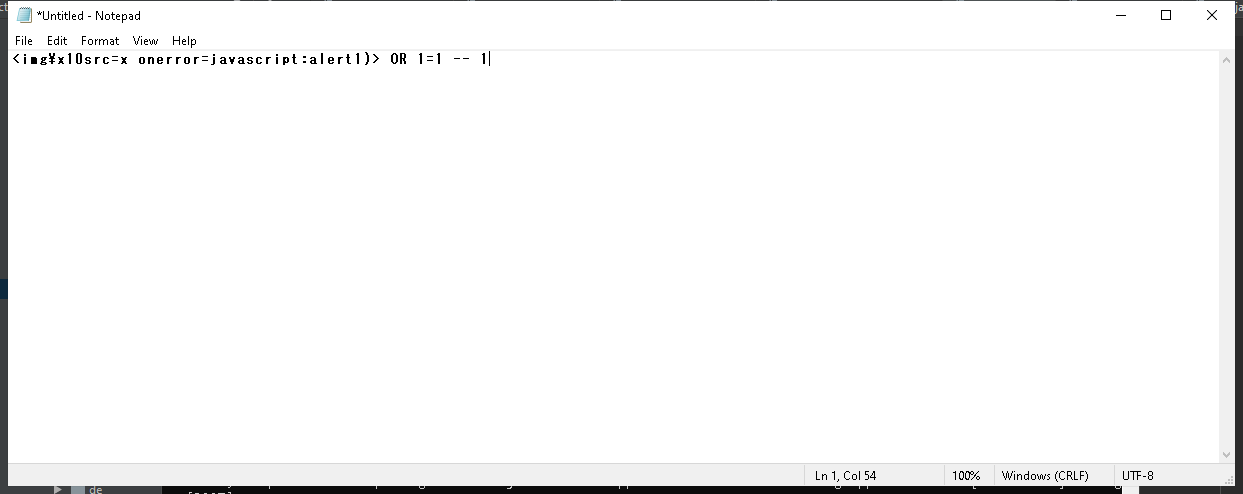 *Untitled - Notepad
File Edit Format View Help
<img¥x10src=x onerror=javascript:alert1)> OR 1=1 -- 1
Ln 1, Col 54 100% Windows (CRLF) UTF-8
de